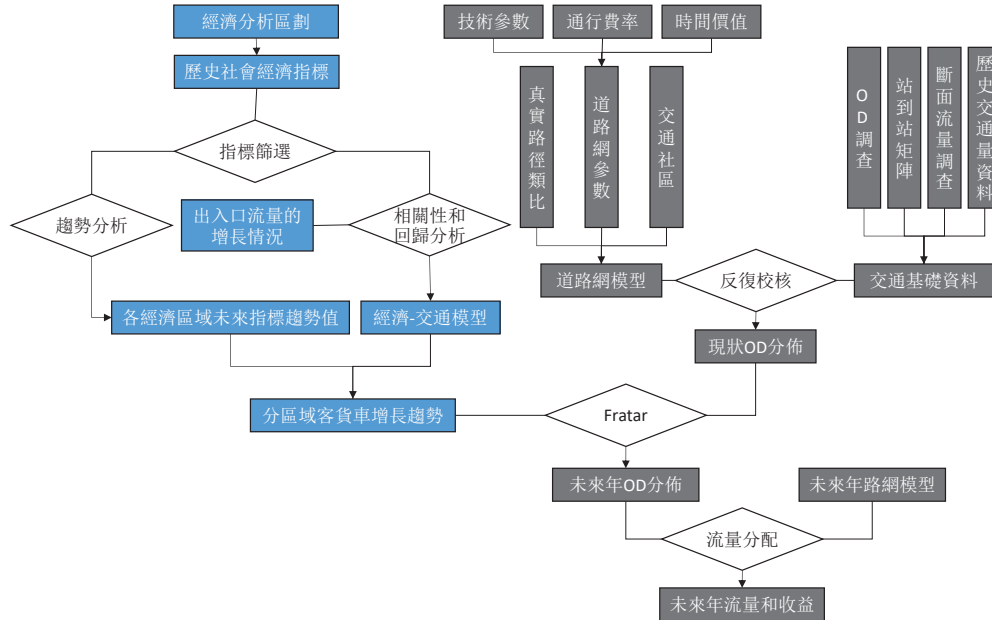 經濟分析區劃
歷史社會經濟指標
指標篩選
趨勢分析
出入口流量的
增長情況
相關性和
回歸分析
各經濟區域未來指標趨勢值
經濟-交通模型
分區域客貨車增長趨勢
技術參數
通行費率
時間價值
真實路徑類比
道路網參數
交通社區
OD調查
站到站矩陣
斷面流量調查
歷史交通量資料
道路網模型
反復校核
交通基礎資料
現狀OD分佈
Fratar
未來年OD分佈
未來年路網模型
流量分配
未來年流量和收益